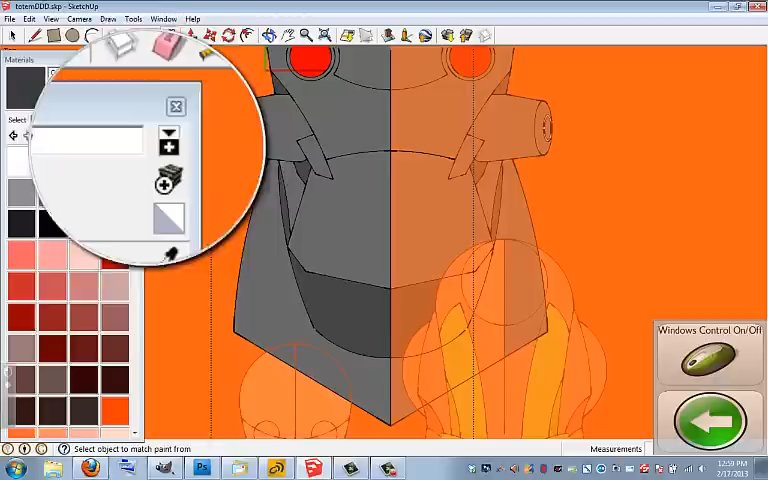 totemDDD.skp - SketchUp
File Edit View Camera Draw Tools Window Help
Materials
Select
Windows Control On/Off
Select object to match paint from
Measurements
Ps
12:59 PM
2/17/2013